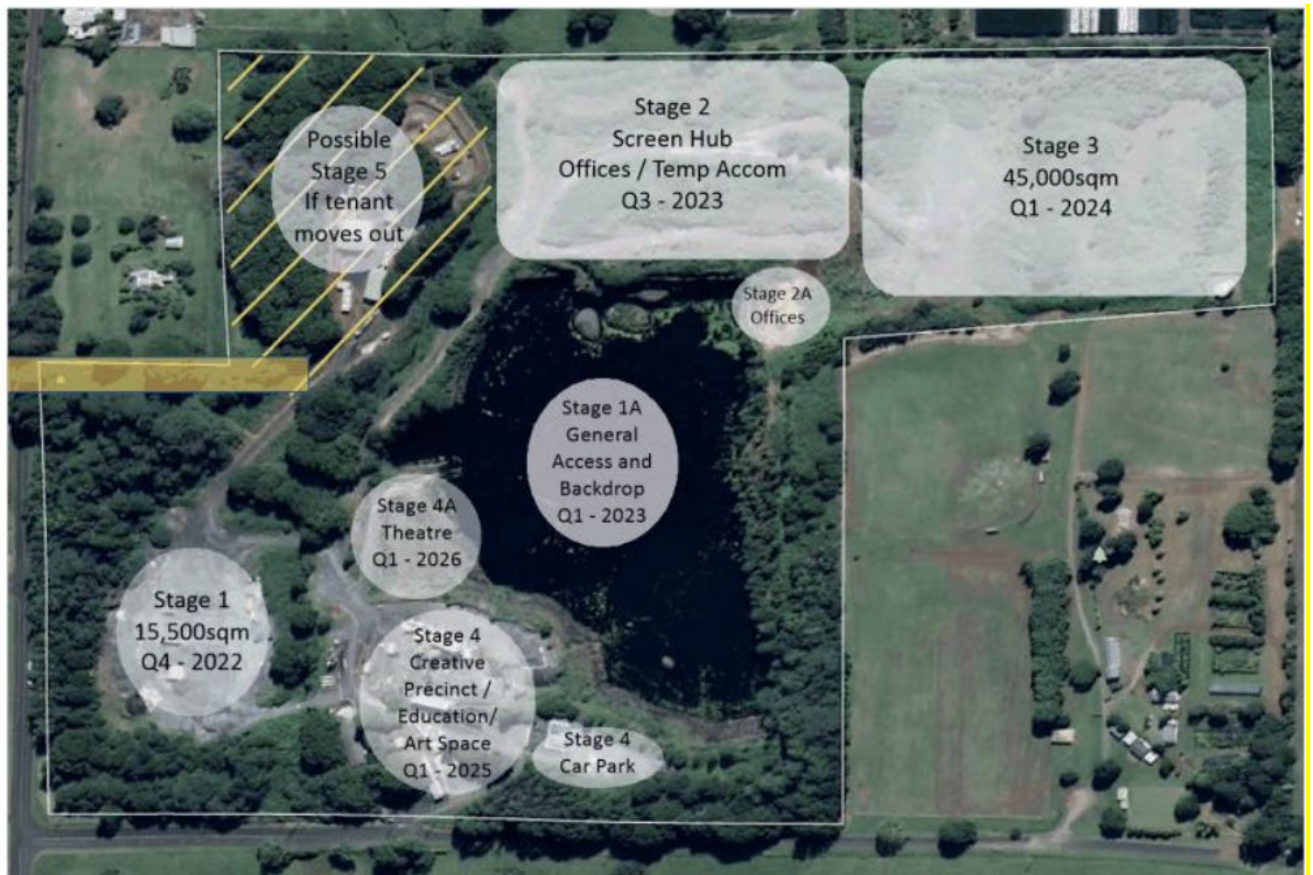 Possible
Stage 5
If tenant
moves out
Stage 2
Screen Hub
Offices / Temp Accom
Q3 - 2023
Stage 3
45,000sqm
Q1 - 2024
Stage 2A
Offices
Stage 1A
General
Access and
Backdrop
Q1 - 2023
Stage 4A
Theatre
Q1 - 2026
Stage 1
15,500sqm
Q4 - 2022
Stage 4
Creative
Precinct /
Education/
Art Space
Q1 - 2025
Stage 4
Car Park